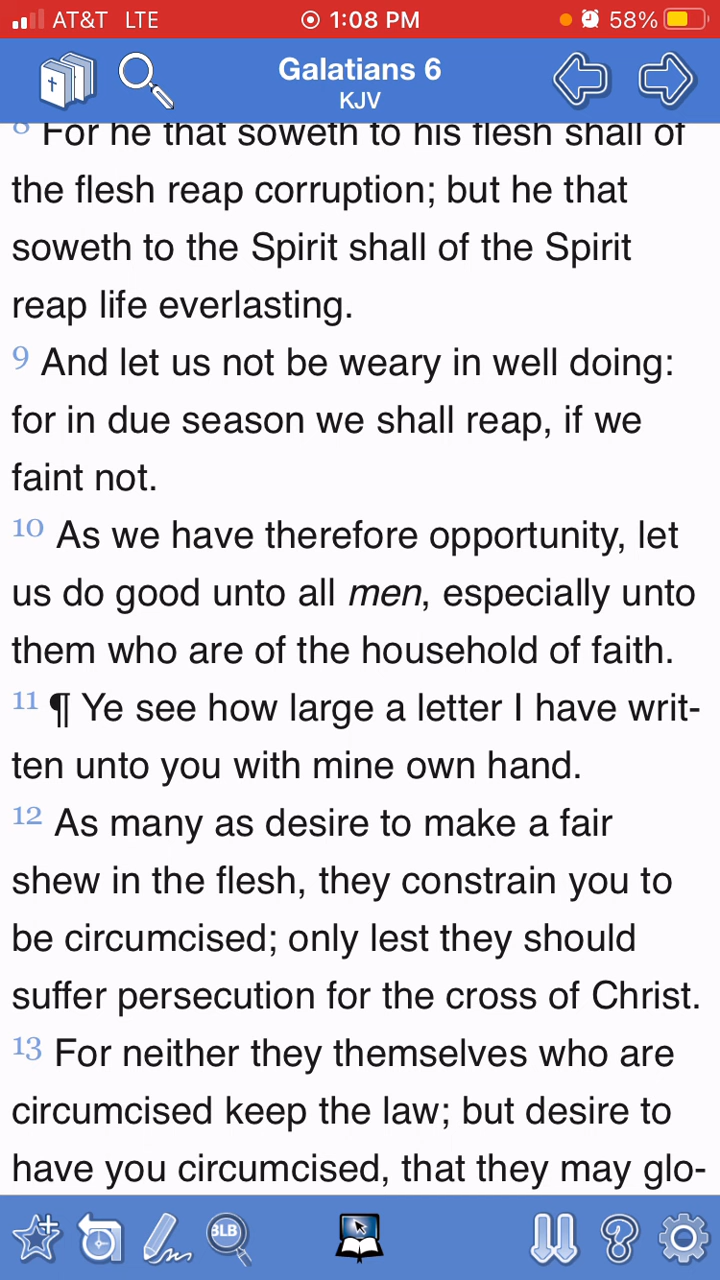 AT&T LTE 1:08 PM 58%
Galatians 6
KJV
8 For he that soweth to his flesh shall of
the flesh reap corruption; but he that
soweth to the Spirit shall of the Spirit
reap life everlasting.
9 And let us not be weary in well doing:
for in due season we shall reap, if we
faint not.
10 As we have therefore opportunity, let
us do good unto all men, especially unto
them who are of the household of faith.
11 ¶ Ye see how large a letter I have writ-
ten unto you with mine own hand.
12 As many as desire to make a fair
shew in the flesh, they constrain you to
be circumcised; only lest they should
suffer persecution for the cross of Christ.
13 For neither they themselves who are
circumcised keep the law; but desire to
have you circumcised, that they may glo-
BLB